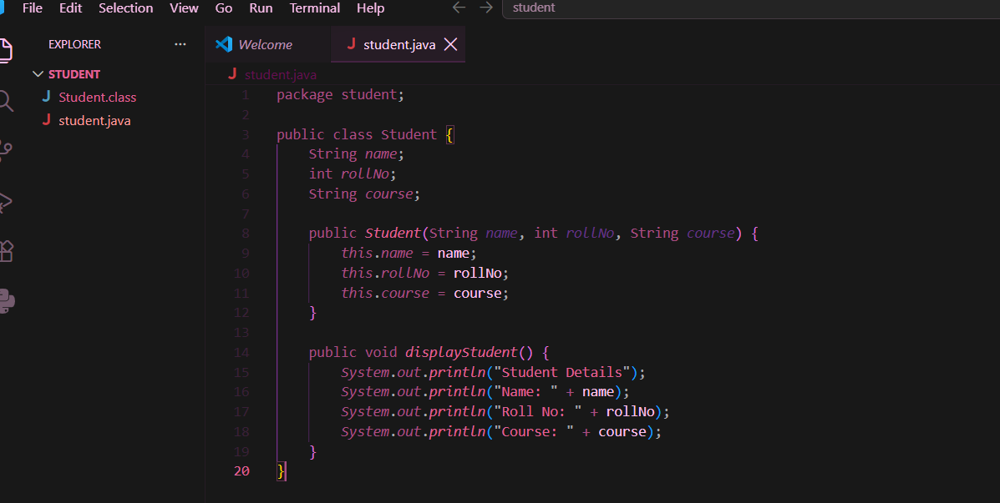 File Edit Selection View Go Run Terminal Help student
EXPLORER ··· Welcome J student.java
STUDENT
J Student.class
J student.java
J student.java
1 package student;
2
3 public class Student {
4 String name;
5 int rollNo;
6 String course;
7
8 public Student(String name, int rollNo, String course) {
9 this.name = name;
10 this.rollNo = rollNo;
11 this.course = course;
12 }
13
14 public void displayStudent() {
15 System.out.println("Student Details");
16 System.out.println("Name: " + name);
17 System.out.println("Roll No: " + rollNo);
18 System.out.println("Course: " + course);
19 }
20 }